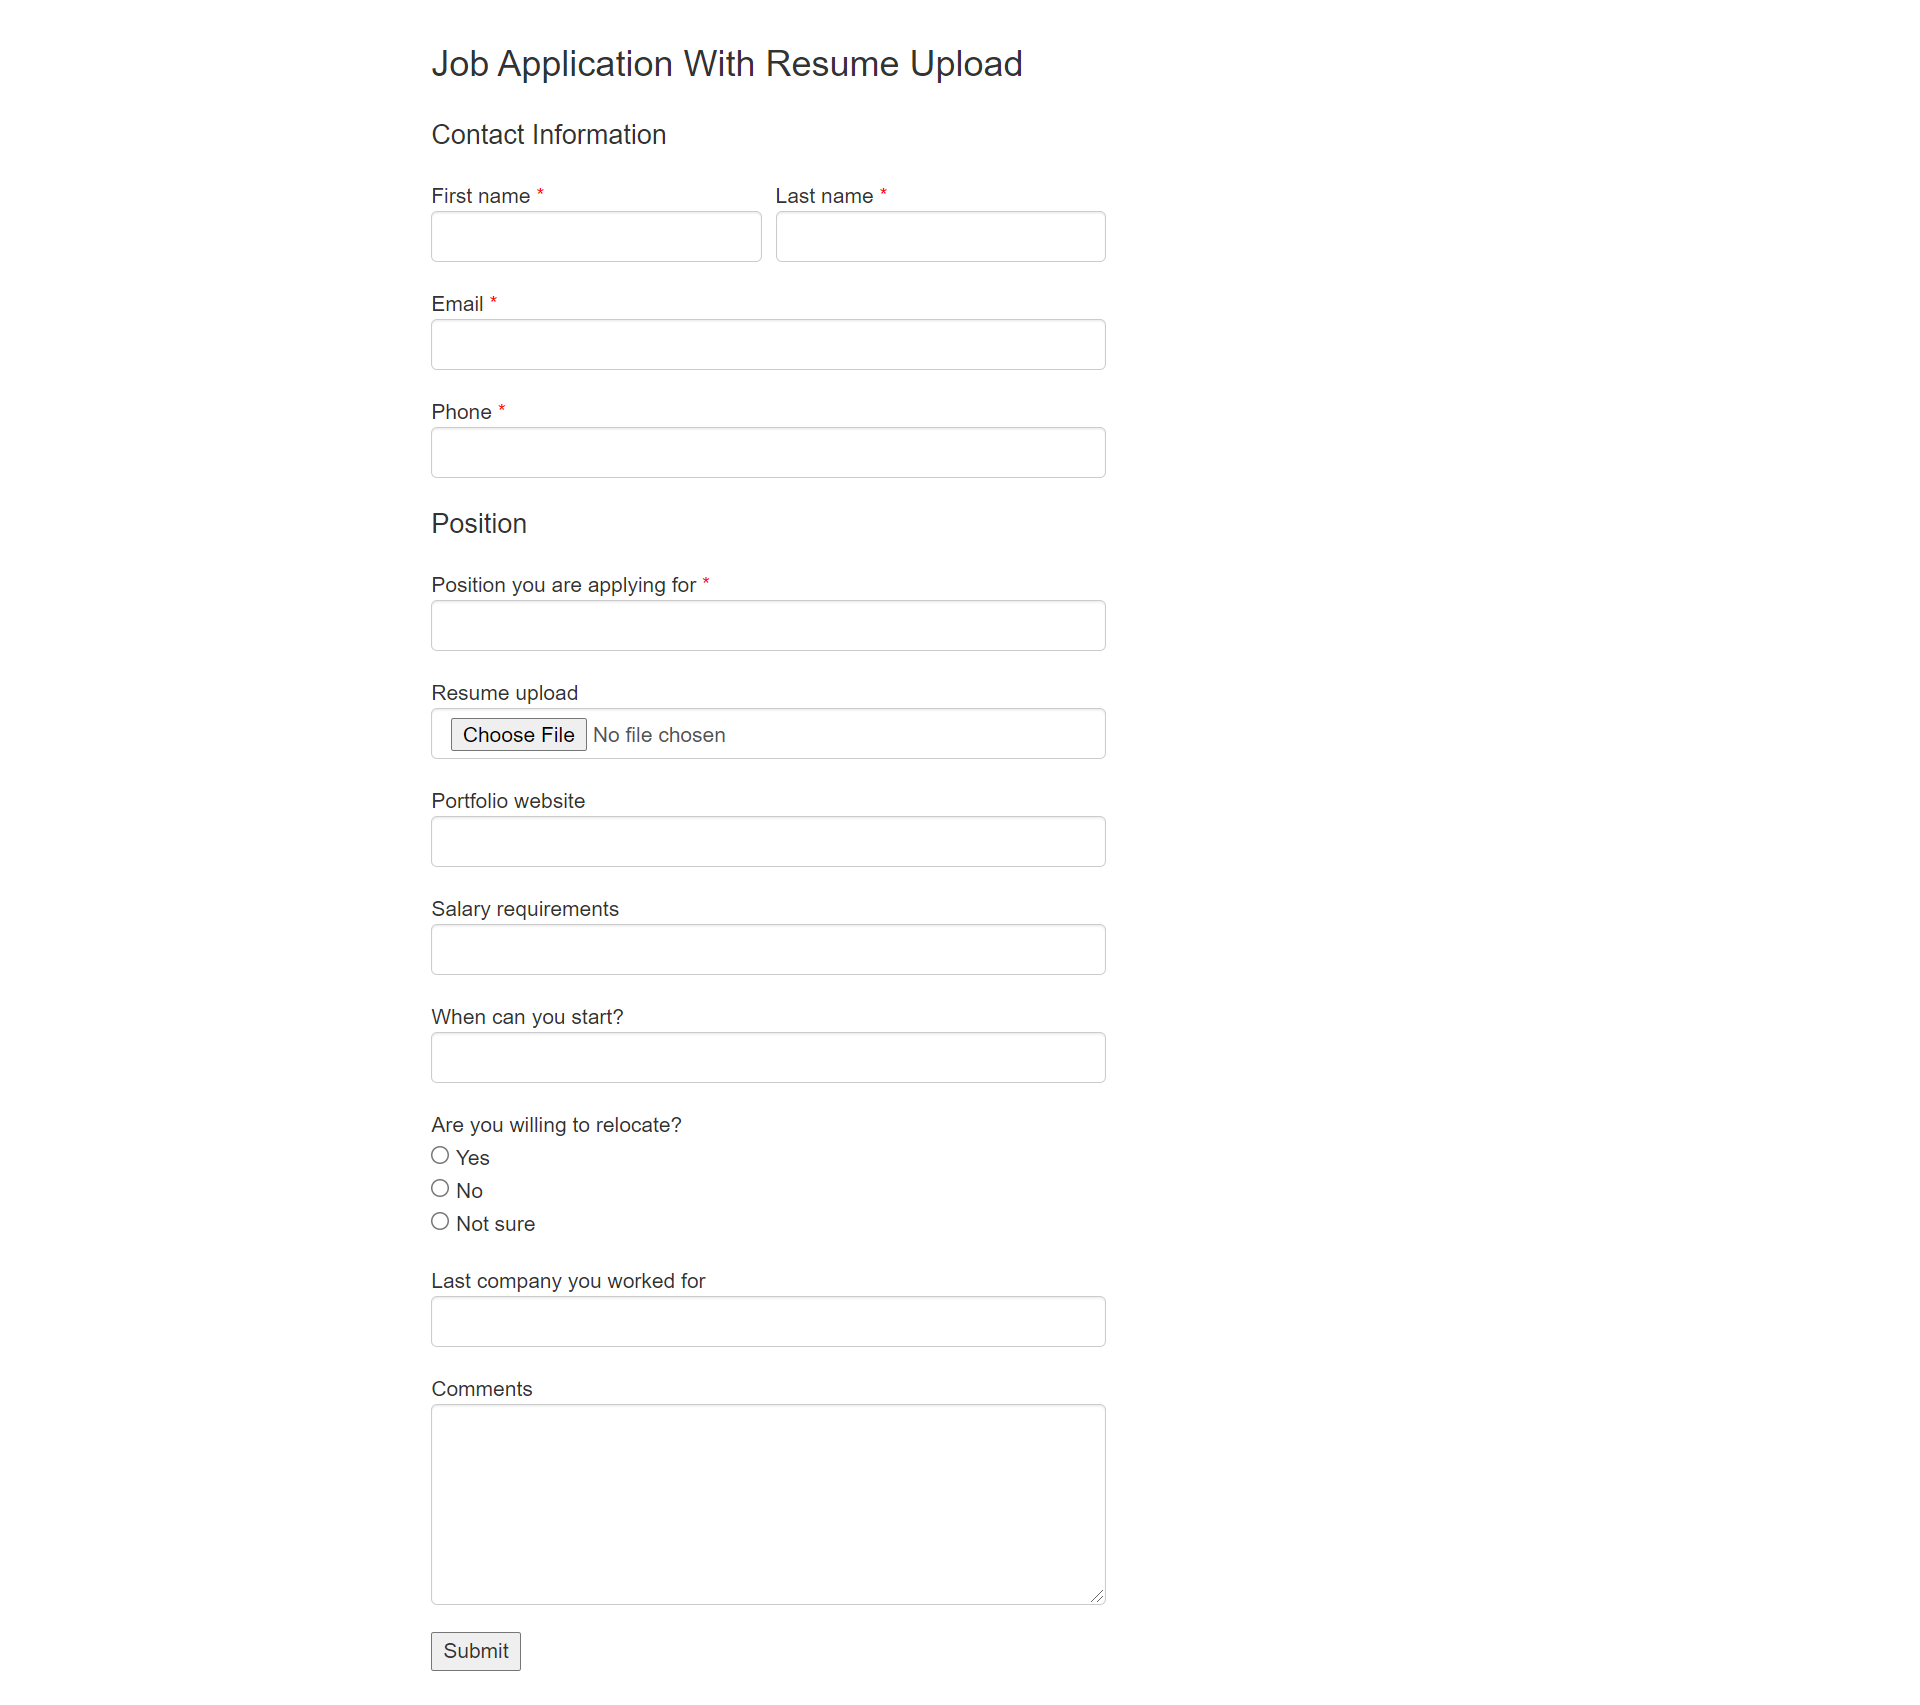 Job Application With Resume Upload
Contact Information
First name *
Last name *
Email *
Phone *
Position
Position you are applying for *
Resume upload
Choose File No file chosen
Portfolio website
Salary requirements
When can you start?
Are you willing to relocate?
Yes
No
Not sure
Last company you worked for
Comments
Submit